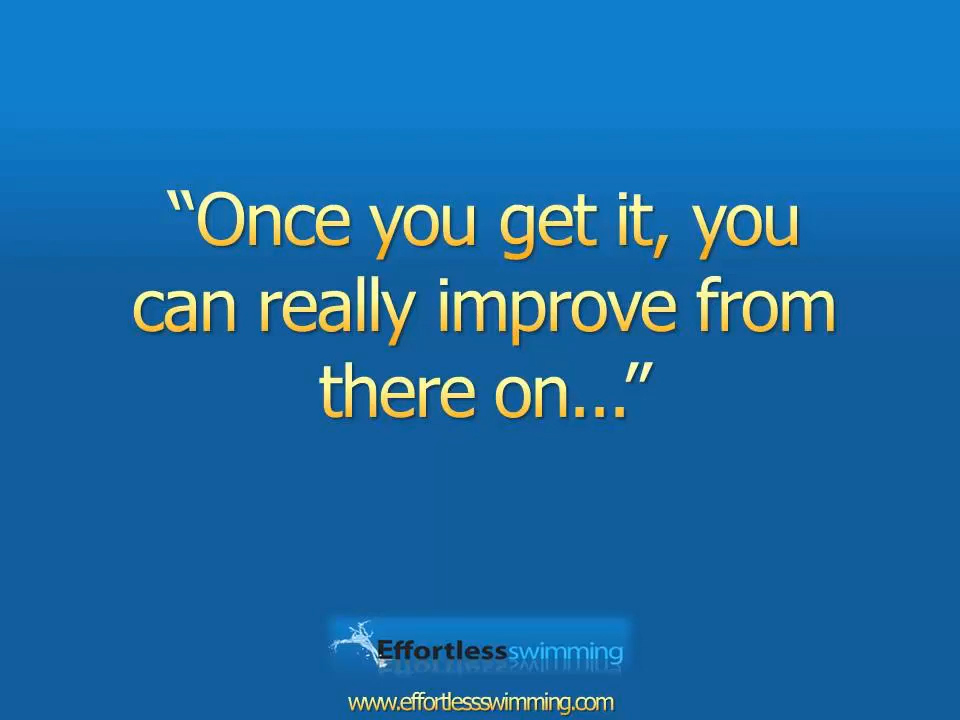 “Once you get it, you
can really improve from
there on...”
Effortlessswimming
www.effortlessswimming.com